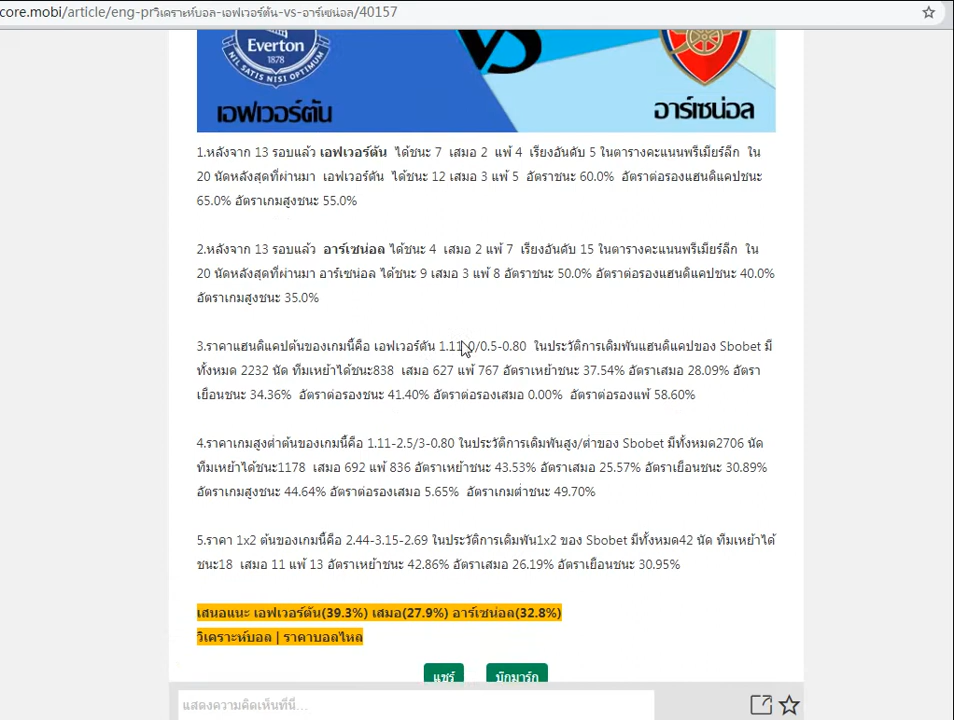 core.mobi/article/eng-prวิเคราะห์บอล-เอฟเวอร์ตัน-vs-อาร์เซน่อล/40157
Everton
1878
NIL SATIS NISI OPTIMUM
VS
เอฟเวอร์ตัน
อาร์เซน่อล
1.หลังจาก 13 รอบแล้ว เอฟเวอร์ตัน ได้ชนะ 7 เสมอ 2 แพ้ 4 เรียงอันดับ 5 ในตารางคะแนนพรีเมียร์ลีก ใน
20 นัดหลังสุดที่ผ่านมา เอฟเวอร์ตัน ได้ชนะ 12 เสมอ 3 แพ้ 5 อัตราชนะ 60.0% อัตราต่อรองแฮนดิแคปชนะ
65.0% อัตราเกมสูงชนะ 55.0%
2.หลังจาก 13 รอบแล้ว อาร์เซน่อล ได้ชนะ 4 เสมอ 2 แพ้ 7 เรียงอันดับ 15 ในตารางคะแนนพรีเมียร์ลีก ใน
20 นัดหลังสุดที่ผ่านมา อาร์เซน่อล ได้ชนะ 9 เสมอ 3 แพ้ 8 อัตราชนะ 50.0% อัตราต่อรองแฮนดิแคปชนะ 40.0%
อัตราเกมสูงชนะ 35.0%
3.ราคาแฮนดิแคปต้นของเกมนี้คือ เอฟเวอร์ตัน 1.11-0/0.5-0.80 ในประวัติการเดิมพันแฮนดิแคปของ Sbobet มี
ทั้งหมด 2232 นัด ทีมเหย้าได้ชนะ838 เสมอ 627 แพ้ 767 อัตราเหย้าชนะ 37.54% อัตราเสมอ 28.09% อัตรา
เยือนชนะ 34.36% อัตราต่อรองชนะ 41.40% อัตราต่อรองเสมอ 0.00% อัตราต่อรองแพ้ 58.60%
4.ราคาเกมสูงต่ำต้นของเกมนี้คือ 1.11-2.5/3-0.80 ในประวัติการเดิมพันสูง/ต่ำของ Sbobet มีทั้งหมด2706 นัด
ทีมเหย้าได้ชนะ1178 เสมอ 692 แพ้ 836 อัตราเหย้าชนะ 43.53% อัตราเสมอ 25.57% อัตราเยือนชนะ 30.89%
อัตราเกมสูงชนะ 44.64% อัตราต่อรองเสมอ 5.65% อัตราเกมต่ำชนะ 49.70%
5.ราคา 1x2 ต้นของเกมนี้คือ 2.44-3.15-2.69 ในประวัติการเดิมพัน1x2 ของ Sbobet มีทั้งหมด42 นัด ทีมเหย้าได้
ชนะ18 เสมอ 11 แพ้ 13 อัตราเหย้าชนะ 42.86% อัตราเสมอ 26.19% อัตราเยือนชนะ 30.95%
เสนอแนะ เอฟเวอร์ตัน(39.3%) เสมอ(27.9%) อาร์เซน่อล(32.8%)
วิเคราะห์บอล | ราคาบอลไหล
แชร์ บุ๊กมาร์ก
แสดงความคิดเห็นที่นี่...